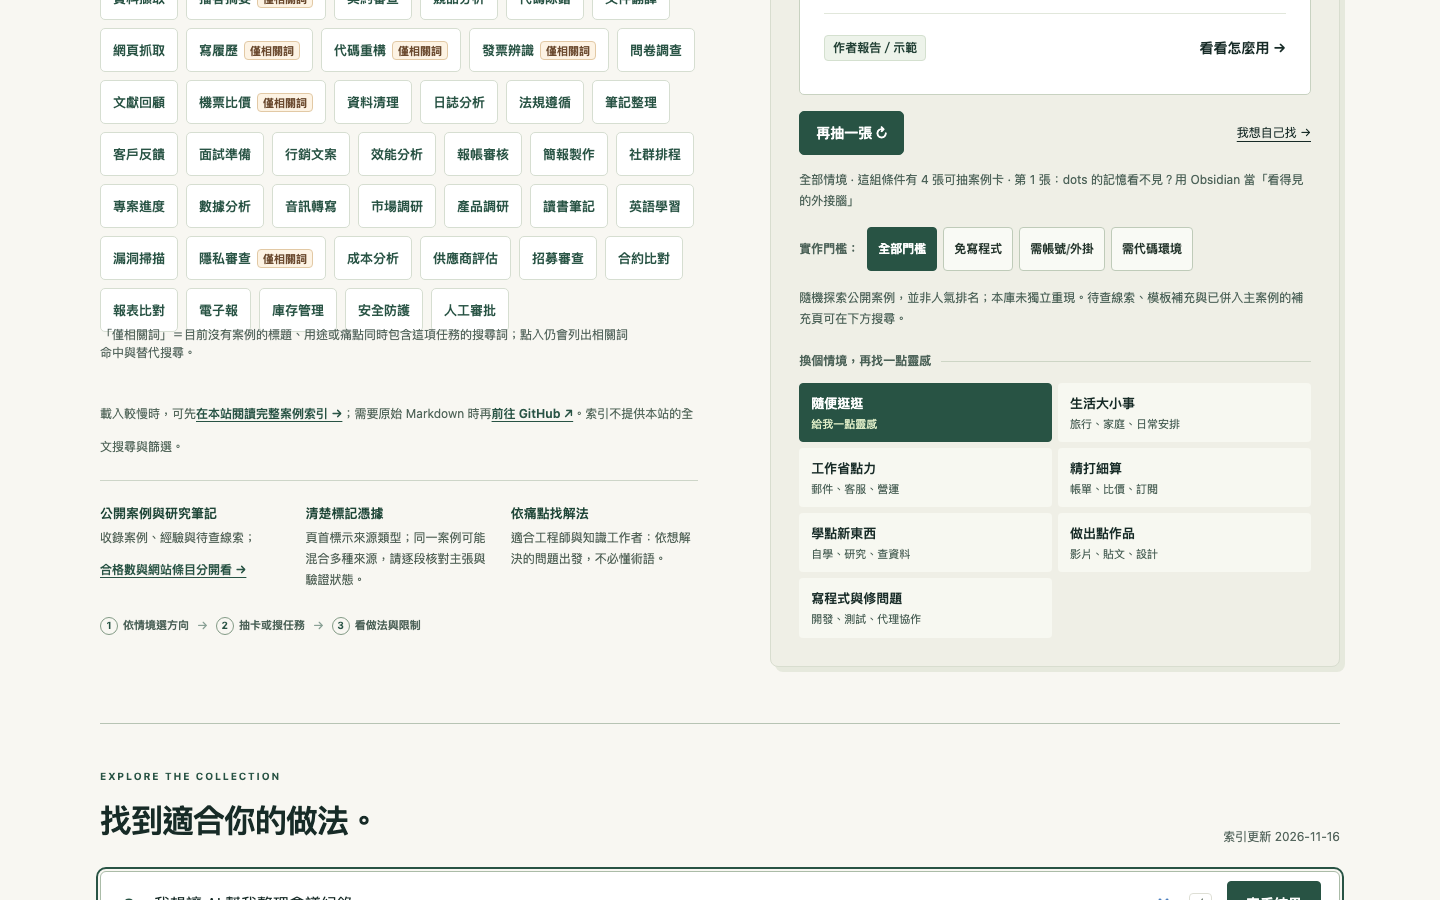 網頁抓取
寫履歷 僅相關詞
代碼重構 僅相關詞
發票辨識 僅相關詞
問卷調查
文獻回顧
機票比價 僅相關詞
資料清理
日誌分析
法規遵循
筆記整理
客戶反饋
面試準備
行銷文案
效能分析
報帳審核
簡報製作
社群排程
專案進度
數據分析
音訊轉寫
市場調研
產品調研
讀書筆記
英語學習
漏洞掃描
隱私審查 僅相關詞
成本分析
供應商評估
招募審查
合約比對
報表比對
電子報
庫存管理
安全防護
人工審批
「僅相關詞」＝目前沒有案例的標題、用途或痛點同時包含這項任務的搜尋詞；點入仍會列出相關詞
命中與替代搜尋。
載入較慢時，可先在本站閱讀完整案例索引 →；需要原始 Markdown 時再前往 GitHub ↗。索引不提供本站的全
文搜尋與篩選。
公開案例與研究筆記
收錄案例、經驗與待查線索；
合格數與網站條目分開看 →
清楚標記憑據
頁首標示來源類型；同一案例可能
混合多種來源，請逐段核對主張與
驗證狀態。
依痛點找解法
適合工程師與知識工作者：依想解
決的問題出發，不必懂術語。
1 依情境選方向 → 2 抽卡或搜任務 → 3 看做法與限制
作者報告 / 示範
看看怎麼用 →
再抽一張 ↻
我想自己找 →
全部情境 · 這組條件有 4 張可抽案例卡 · 第 1 張：dots 的記憶看不見？用 Obsidian 當「看得見
的外接腦」
實作門檻：
全部門檻
免寫程式
需帳號/外掛
需代碼環境
隨機探索公開案例，並非人氣排名；本庫未獨立重現。待查線索、模板補充與已併入主案例的補
充頁可在下方搜尋。
換個情境，再找一點靈感
隨便逛逛
給我一點靈感
生活大小事
旅行、家庭、日常安排
工作省點力
郵件、客服、營運
精打細算
帳單、比價、訂閱
學點新東西
自學、研究、查資料
做出點作品
影片、貼文、設計
寫程式與修問題
開發、測試、代理協作
EXPLORE THE COLLECTION
找到適合你的做法。
索引更新 2026-11-16